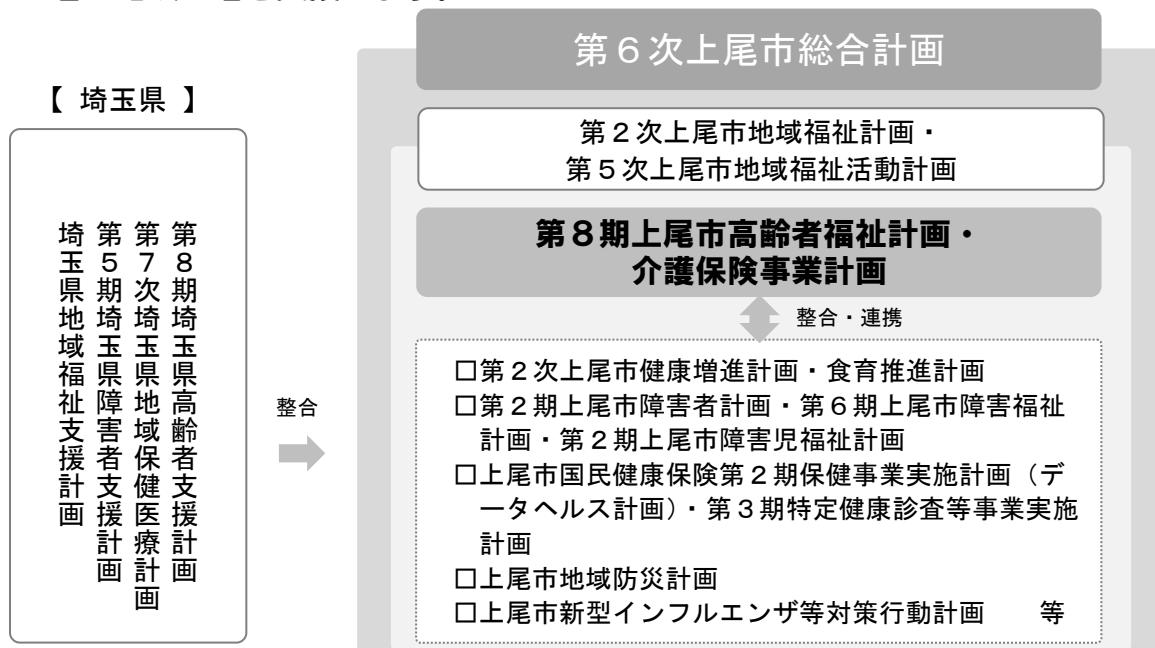 第６次上尾市総合計画
【 埼玉県 】
第２次上尾市地域福祉計画・
第５次上尾市地域福祉活動計画
第８期埼玉県高齢者支援計画
第７次埼玉県地域保健医療計画
第５期埼玉県障害者支援計画
埼玉県地域福祉支援計画
整合
第８期上尾市高齢者福祉計画・
介護保険事業計画
整合・連携
□第２次上尾市健康増進計画・食育推進計画
□第２期上尾市障害者計画・第６期上尾市障害福祉
計画・第２期上尾市障害児福祉計画
□上尾市国民健康保険第２期保健事業実施計画（デ
ータヘルス計画）・第３期特定健康診査等事業実施
計画
□上尾市地域防災計画
□上尾市新型インフルエンザ等対策行動計画　　等